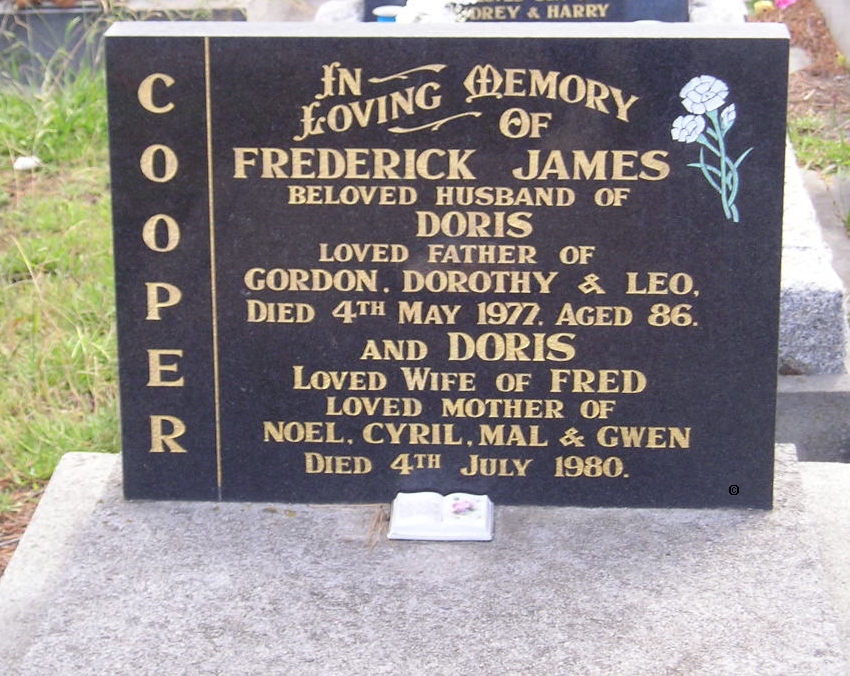 DREY & HARRY
COOPER
IN LOVING MEMORY OF
FREDERICK JAMES
BELOVED HUSBAND OF
DORIS
LOVED FATHER OF
GORDON, DOROTHY & LEO,
DIED 4TH MAY 1977. AGED 86.
AND DORIS
LOVED WIFE OF FRED
LOVED MOTHER OF
NOEL, CYRIL, MAL & GWEN
DIED 4TH JULY 1980.
©